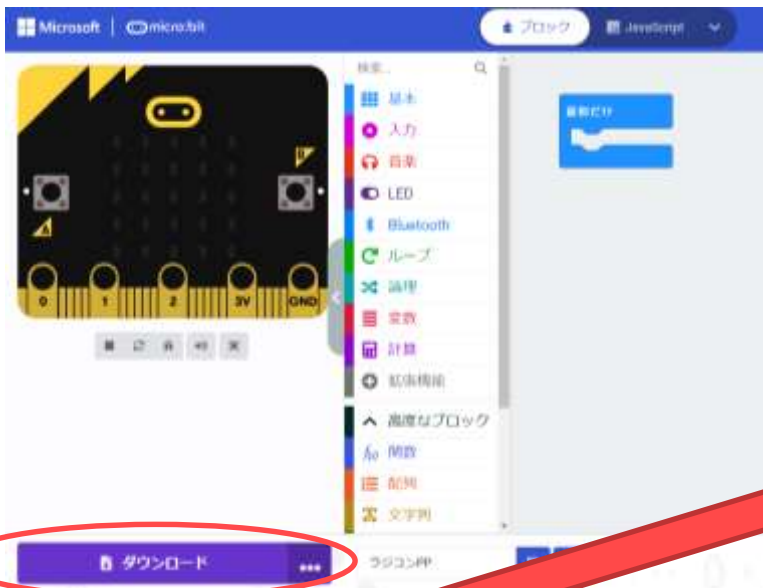 Microsoft
micro:bit
ブロック
JavaScript
検索...
基本
入力
音楽
LED
Bluetooth
ループ
論理
変数
計算
拡張機能
高度なブロック
関数
配列
文字列
最初だけ
A
B
0
1
2
3V
GND
ダウンロード
ラジコンPP